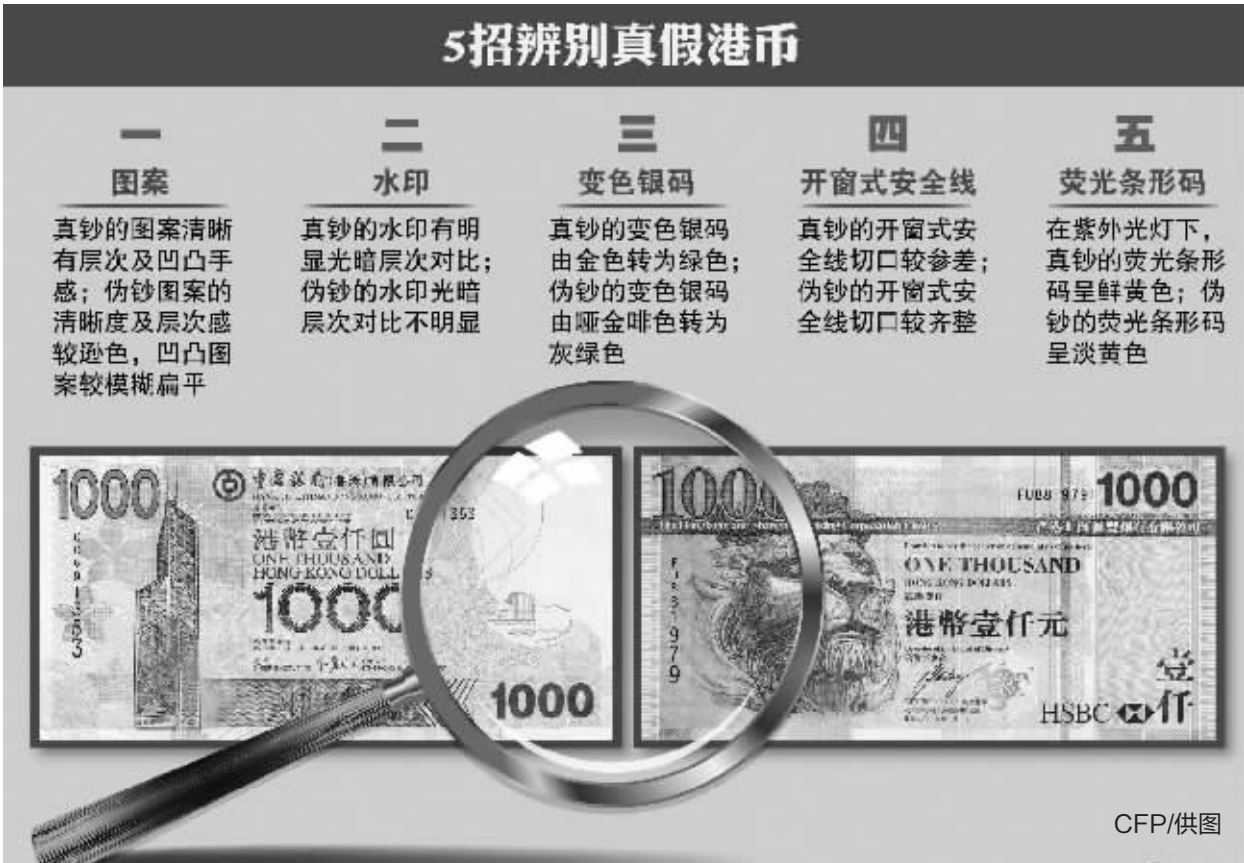 5招辨别真假港币
一
图案
真钞的图案清晰
有层次及凹凸手
感；伪钞图案的
清晰度及层次感
较逊色，凹凸图
案较模糊扁平
二
水印
真钞的水印有明
显光暗层次对比；
伪钞的水印光暗
层次对比不明显
三
变色银码
真钞的变色银码
由金色转为绿色；
伪钞的变色银码
由哑金啡色转为
灰绿色
四
开窗式安全线
真钞的开窗式安
全线切口较参差；
伪钞的开窗式安
全线切口较齐整
五
荧光条形码
在紫外光灯下，
真钞的荧光条形
码呈鲜黄色；伪
钞的荧光条形码
呈淡黄色
1000
中國銀行(香港)有限公司
港幣壹仟圓
ONE THOUSAND
HONG KONG DOLL
1000
1000
1000
1000
ONE THOUSAND
HONG KONG DOLLARS
港幣壹仟元
壹仟
HSBC
CFP/供图